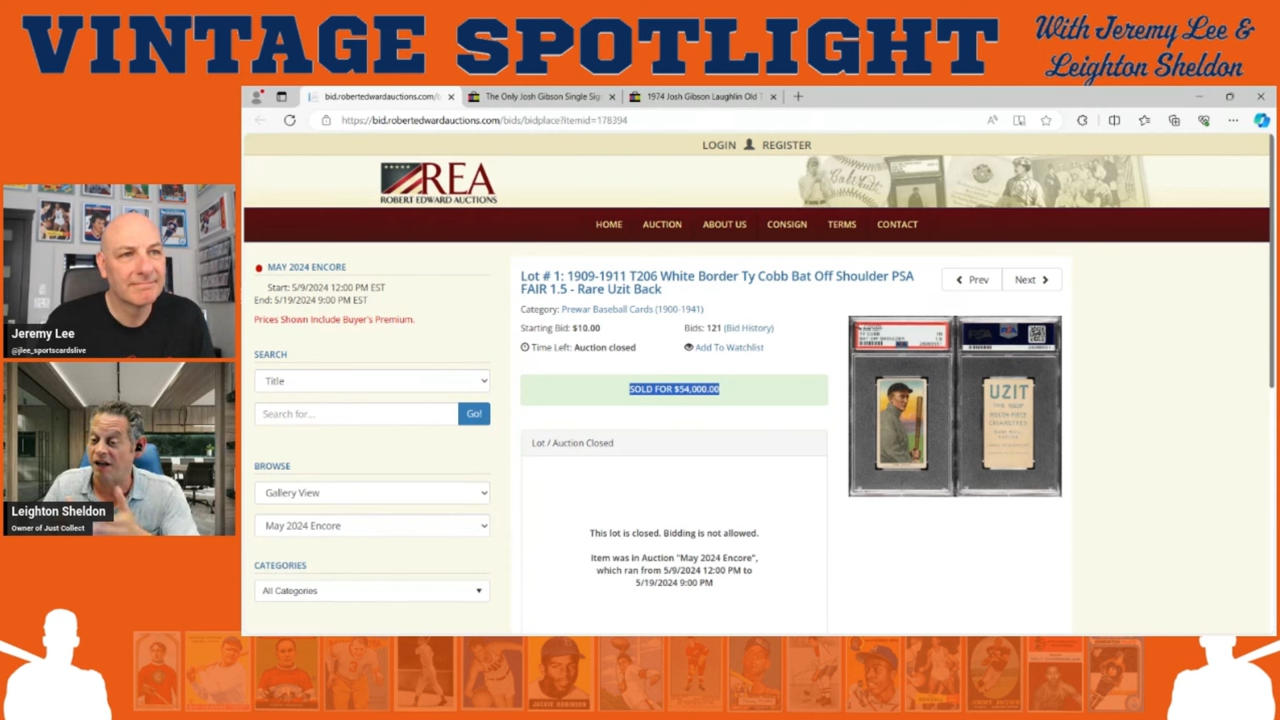 VINTAGE SPOTLIGHT
With Jeremy Lee &
Leighton Sheldon
bid.robertedwardauctions.com/b
The Only Josh Gibson Single Sig
1974 Josh Gibson Laughlin Old T
https://bid.robertedwardauctions.com/bids/bidplace?itemid=178394
LOGIN REGISTER
REA
ROBERT EDWARD AUCTIONS
HOME AUCTION ABOUT US CONSIGN TERMS CONTACT
MAY 2024 ENCORE
Start: 5/9/2024 12:00 PM EST
End: 5/19/2024 9:00 PM EST
Prices Shown Include Buyer's Premium.
SEARCH
Title
Search for...
Go!
BROWSE
Gallery View
May 2024 Encore
CATEGORIES
All Categories
Lot # 1: 1909-1911 T206 White Border Ty Cobb Bat Off Shoulder PSA
FAIR 1.5 - Rare Uzit Back
Prev
Next
Category: Prewar Baseball Cards (1900-1941)
Starting Bid: $10.00
Bids: 121 (Bid History)
Time Left: Auction closed
Add To Watchlist
SOLD FOR $54,000.00
Lot / Auction Closed
This lot is closed. Bidding is not allowed.
Item was in Auction "May 2024 Encore",
which ran from 5/9/2024 12:00 PM to
5/19/2024 9:00 PM
UZIT
Jeremy Lee
@jlee_sportscardslive
Leighton Sheldon
Owner of Just Collect
JACKIE ROBINSON